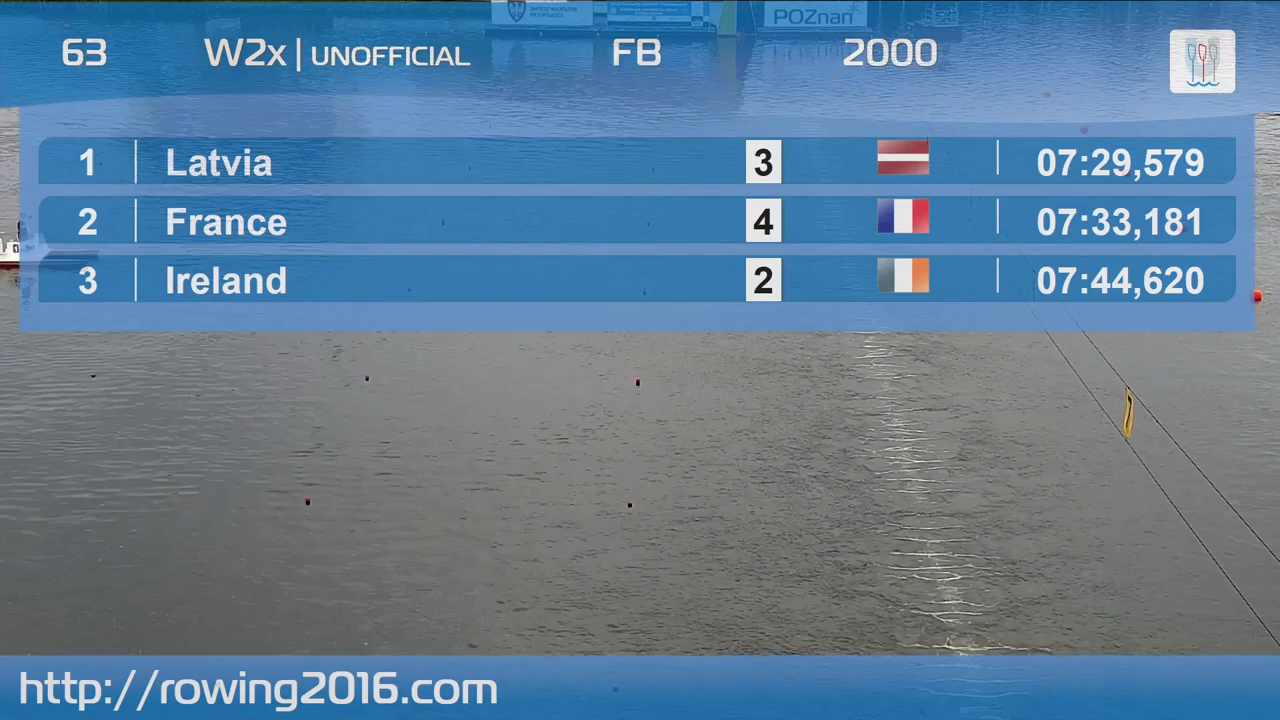 POZnan*
63 W2x | UNOFFICIAL FB 2000
1 Latvia 3 07:29,579
2 France 4 07:33,181
3 Ireland 2 07:44,620
http://rowing2016.com